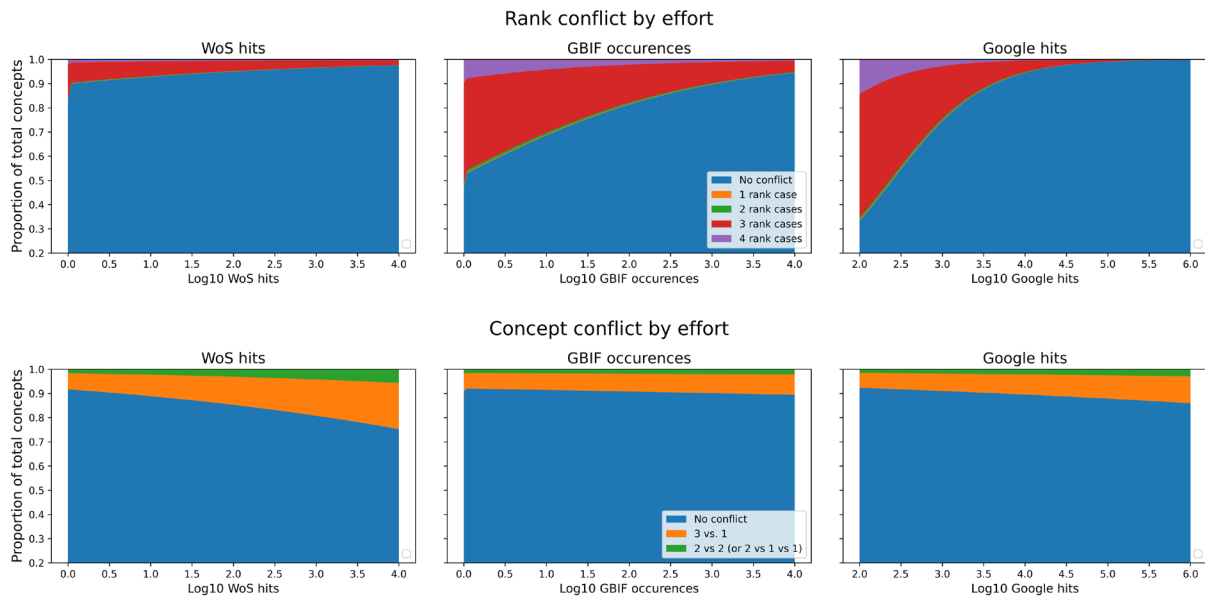 Rank conflict by effort
WoS hits
GBIF occurences
Google hits
Proportion of total concepts
1.0
0.9
0.8
0.7
0.6
0.5
0.4
0.3
0.2
No conflict
1 rank case
2 rank cases
3 rank cases
4 rank cases
0.0 0.5 1.0 1.5 2.0 2.5 3.0 3.5 4.0
0.0 0.5 1.0 1.5 2.0 2.5 3.0 3.5 4.0
2.0 2.5 3.0 3.5 4.0 4.5 5.0 5.5 6.0
Log10 WoS hits
Log10 GBIF occurences
Log10 Google hits
Concept conflict by effort
WoS hits
GBIF occurences
Google hits
Proportion of total concepts
1.0
0.9
0.8
0.7
0.6
0.5
0.4
0.3
0.2
No conflict
3 vs. 1
2 vs 2 (or 2 vs 1 vs 1)
0.0 0.5 1.0 1.5 2.0 2.5 3.0 3.5 4.0
0.0 0.5 1.0 1.5 2.0 2.5 3.0 3.5 4.0
2.0 2.5 3.0 3.5 4.0 4.5 5.0 5.5 6.0
Log10 WoS hits
Log10 GBIF occurences
Log10 Google hits